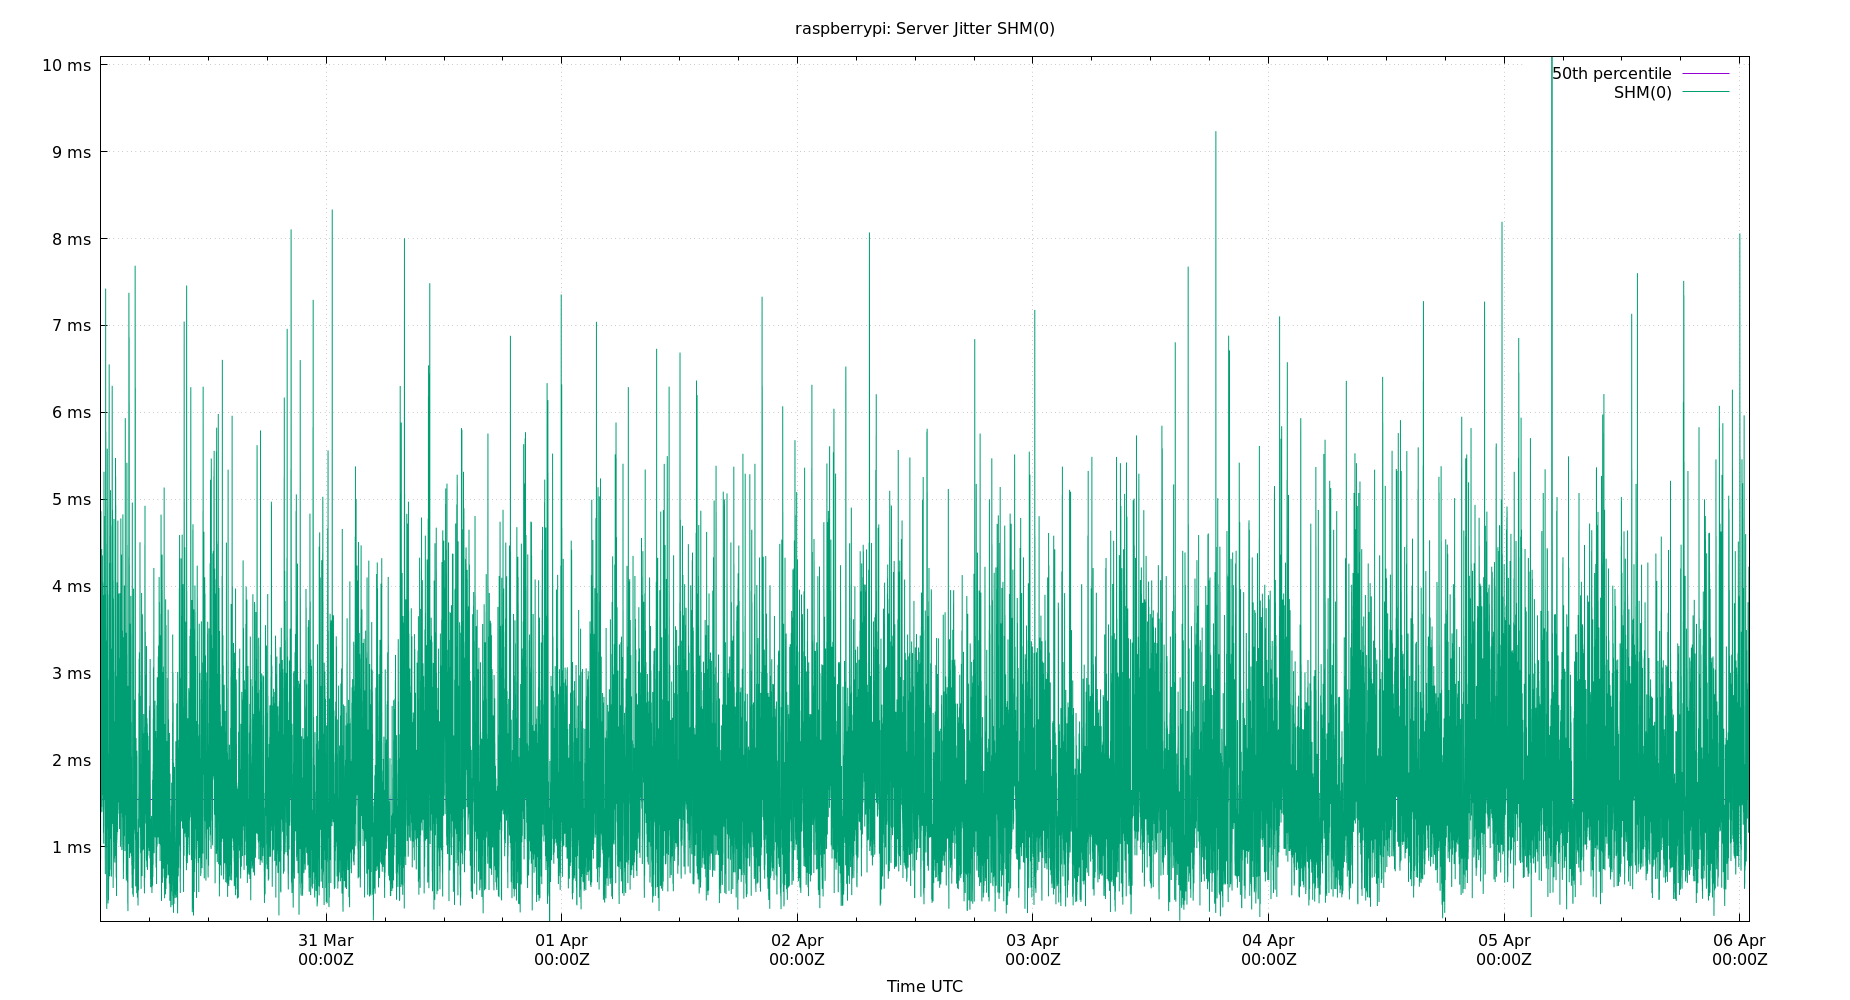 raspberrypi: Server Jitter SHM(0)
10 ms
9 ms
8 ms
7 ms
6 ms
5 ms
4 ms
3 ms
2 ms
1 ms
50th percentile
SHM(0)
31 Mar
00:00Z
01 Apr
00:00Z
02 Apr
00:00Z
03 Apr
00:00Z
04 Apr
00:00Z
05 Apr
00:00Z
06 Apr
00:00Z
Time UTC